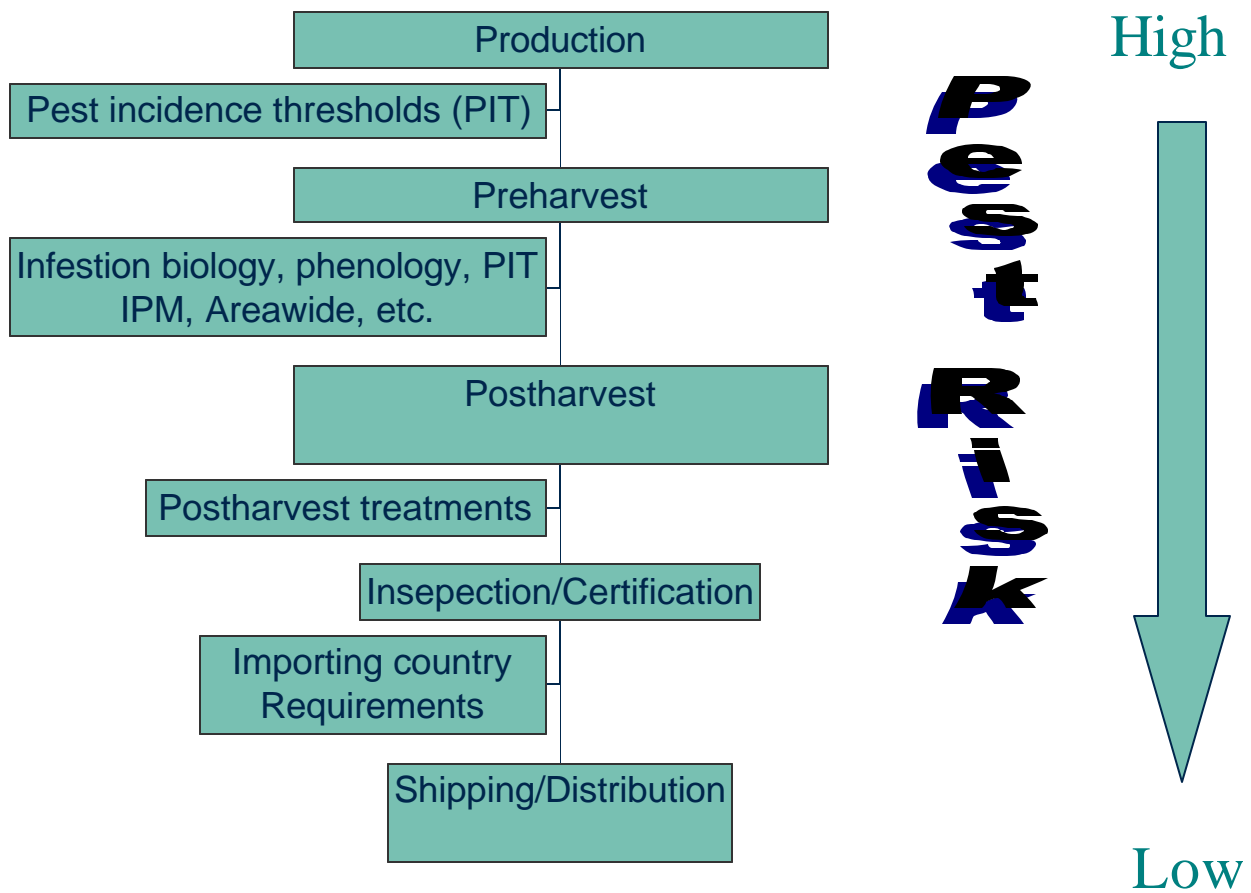 Production
High
Pest incidence thresholds (PIT)
Preharvest
Infestion biology, phenology, PIT
IPM, Areawide, etc.
Postharvest
Postharvest treatments
Insepection/Certification
Importing country
Requirements
Shipping/Distribution
Pest Risk
Low